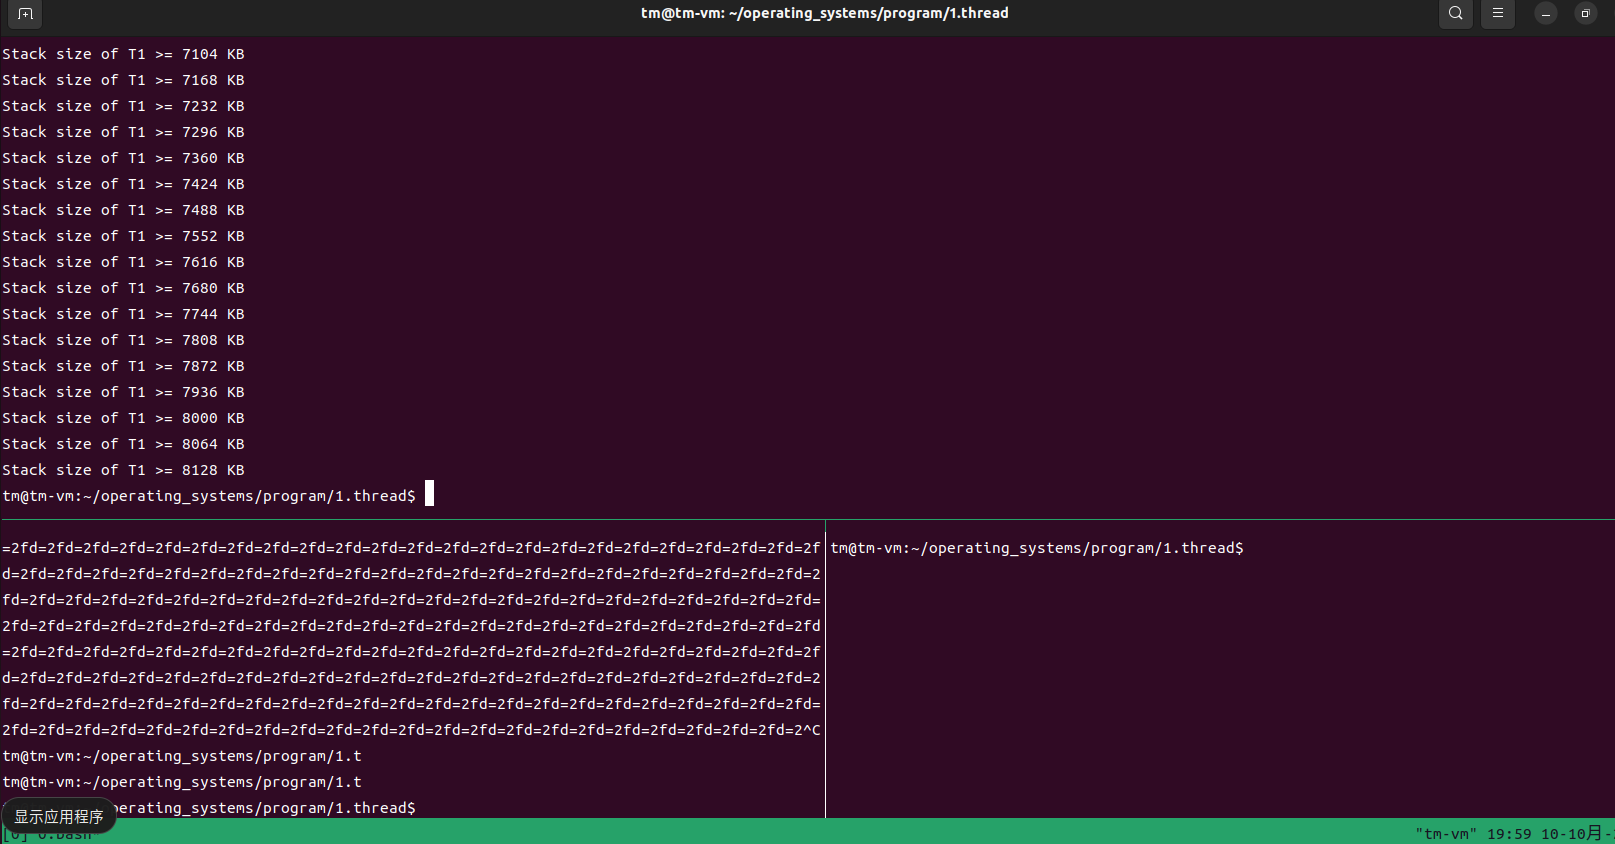 tm@tm-vm: ~/operating_systems/program/1.thread
Stack size of T1 >= 7104 KB
Stack size of T1 >= 7168 KB
Stack size of T1 >= 7232 KB
Stack size of T1 >= 7296 KB
Stack size of T1 >= 7360 KB
Stack size of T1 >= 7424 KB
Stack size of T1 >= 7488 KB
Stack size of T1 >= 7552 KB
Stack size of T1 >= 7616 KB
Stack size of T1 >= 7680 KB
Stack size of T1 >= 7744 KB
Stack size of T1 >= 7808 KB
Stack size of T1 >= 7872 KB
Stack size of T1 >= 7936 KB
Stack size of T1 >= 8000 KB
Stack size of T1 >= 8064 KB
Stack size of T1 >= 8128 KB
tm@tm-vm:~/operating_systems/program/1.thread$
=2fd=2fd=2fd=2fd=2fd=2fd=2fd=2fd=2fd=2fd=2fd=2fd=2fd=2fd=2fd=2fd=2fd=2fd=2fd=2fd=2fd=2fd=2f
d=2fd=2fd=2fd=2fd=2fd=2fd=2fd=2fd=2fd=2fd=2fd=2fd=2fd=2fd=2fd=2fd=2fd=2fd=2fd=2fd=2fd=2fd=2
fd=2fd=2fd=2fd=2fd=2fd=2fd=2fd=2fd=2fd=2fd=2fd=2fd=2fd=2fd=2fd=2fd=2fd=2fd=2fd=2fd=2fd=2fd=
2fd=2fd=2fd=2fd=2fd=2fd=2fd=2fd=2fd=2fd=2fd=2fd=2fd=2fd=2fd=2fd=2fd=2fd=2fd=2fd=2fd=2fd=2fd
=2fd=2fd=2fd=2fd=2fd=2fd=2fd=2fd=2fd=2fd=2fd=2fd=2fd=2fd=2fd=2fd=2fd=2fd=2fd=2fd=2fd=2fd=2f
d=2fd=2fd=2fd=2fd=2fd=2fd=2fd=2fd=2fd=2fd=2fd=2fd=2fd=2fd=2fd=2fd=2fd=2fd=2fd=2fd=2fd=2fd=2
fd=2fd=2fd=2fd=2fd=2fd=2fd=2fd=2fd=2fd=2fd=2fd=2fd=2fd=2fd=2fd=2fd=2fd=2fd=2fd=2fd=2fd=2fd=
2fd=2fd=2fd=2fd=2fd=2fd=2fd=2fd=2fd=2fd=2fd=2fd=2fd=2fd=2fd=2fd=2fd=2fd=2fd=2fd=2fd=2fd=2^C
tm@tm-vm:~/operating_systems/program/1.t
tm@tm-vm:~/operating_systems/program/1.t
perating_systems/program/1.thread$
tm@tm-vm:~/operating_systems/program/1.thread$
显示应用程序
[0] 0:bash
"tm-vm" 19:59 10-10月-